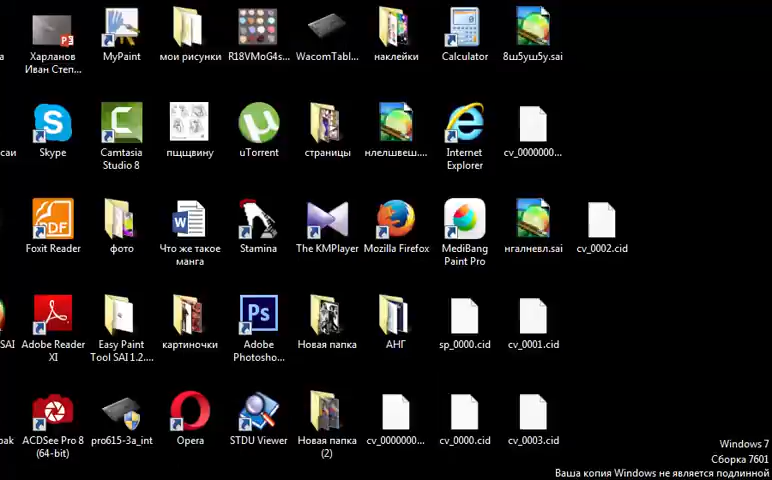 а
Харланов
Иван Степ...
MyPaint
мои рисунки
R18VMoG4s...
WacomTabl...
наклейки
Calculator
8ш5уш5у.sai
саи
Skype
Camtasia
Studio 8
пщщвину
uTorrent
страницы
нлелшвеш....
Internet
Explorer
cv_0000000...
Foxit Reader
фото
Что же такое
манга
Stamina
The KMPlayer
Mozilla Firefox
MediBang
Paint Pro
нгалневл.sai
cv_0002.cid
SAI
Adobe Reader
XI
Easy Paint
Tool SAI 1.2....
картиночки
Ps
Adobe
Photosho...
Новая папка
АНГ
sp_0000.cid
cv_0001.cid
pak
ACDSee Pro 8
(64-bit)
pro615-3a_int
Opera
STDU Viewer
Новая папка
(2)
cv_0000000...
cv_0000.cid
cv_0003.cid
Windows 7
Сборка 7601
Ваша копия Windows не является подлинной